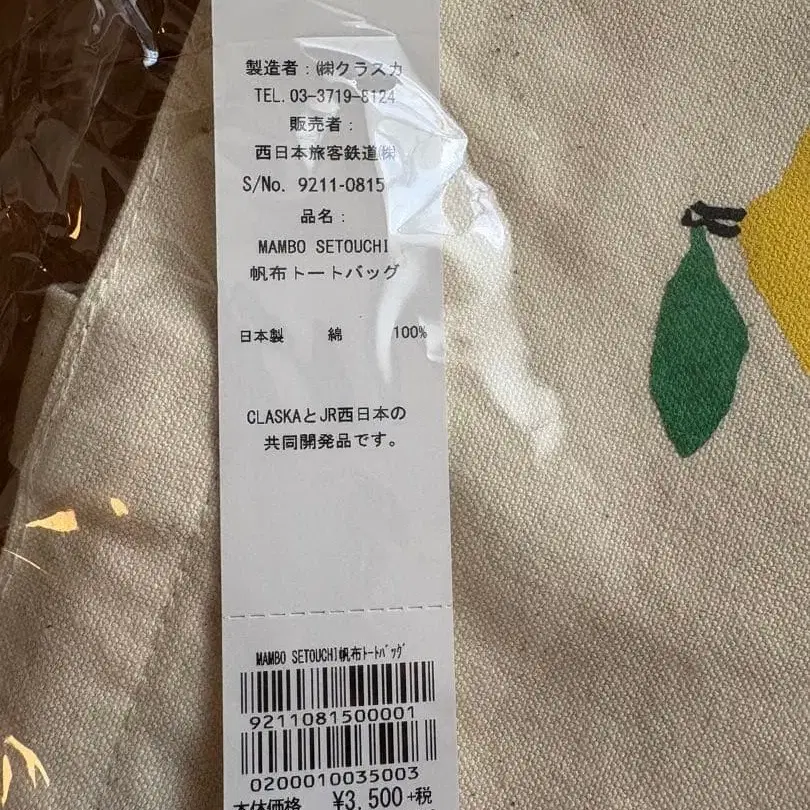 製造者：㈱クラスカ
TEL.03-3719-8124
販売者：
西日本旅客鉄道㈱
S/No. 9211-0815
品名：
MAMBO SETOUCHI
帆布トートバッグ
日本製 綿 100%
CLASKAとJR西日本の
共同開発品です。
MAMBO SETOUCHI帆布ﾄｰﾄﾊﾞｯｸﾞ
9211081500001
0200010035003
本体価格 ¥3,500+税